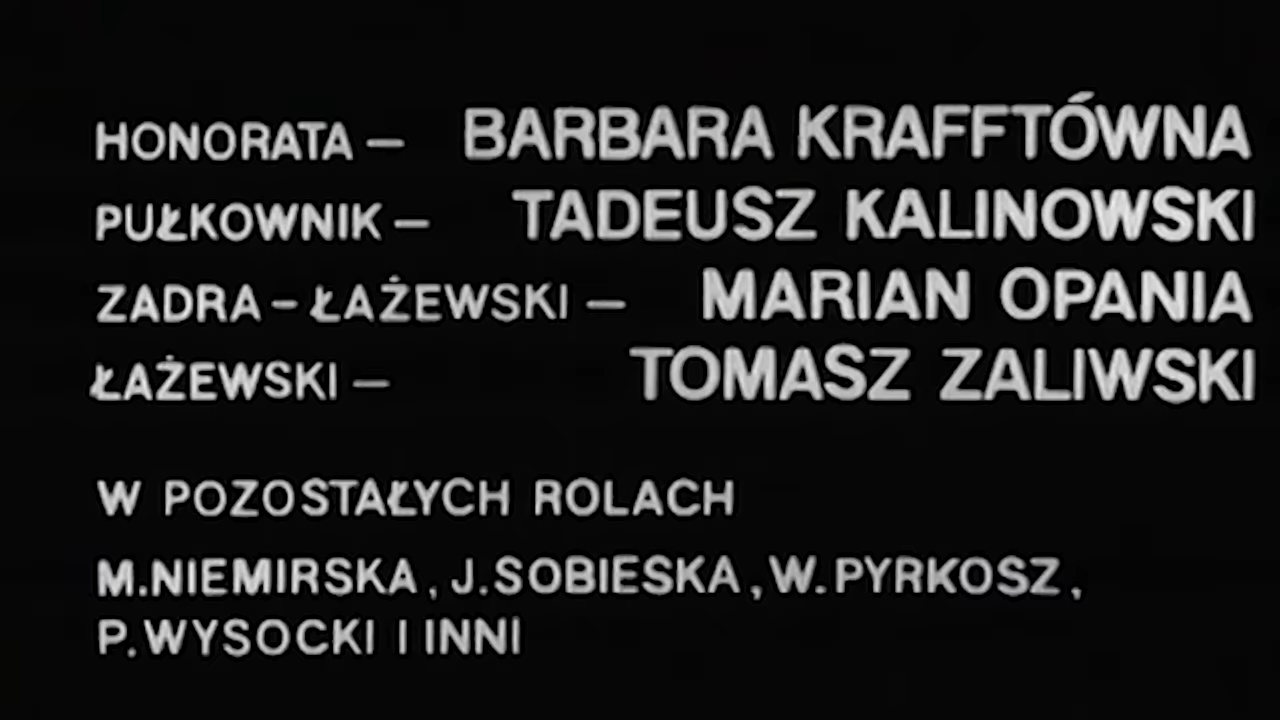 HONORATA — BARBARA KRAFFTÓWNA
PUŁKOWNIK — TADEUSZ KALINOWSKI
ZADRA – ŁAŻEWSKI — MARIAN OPANIA
ŁAŻEWSKI — TOMASZ ZALIWSKI
W POZOSTAŁYCH ROLACH
M.NIEMIRSKA, J.SOBIESKA, W.PYRKOSZ,
P.WYSOCKI I INNI